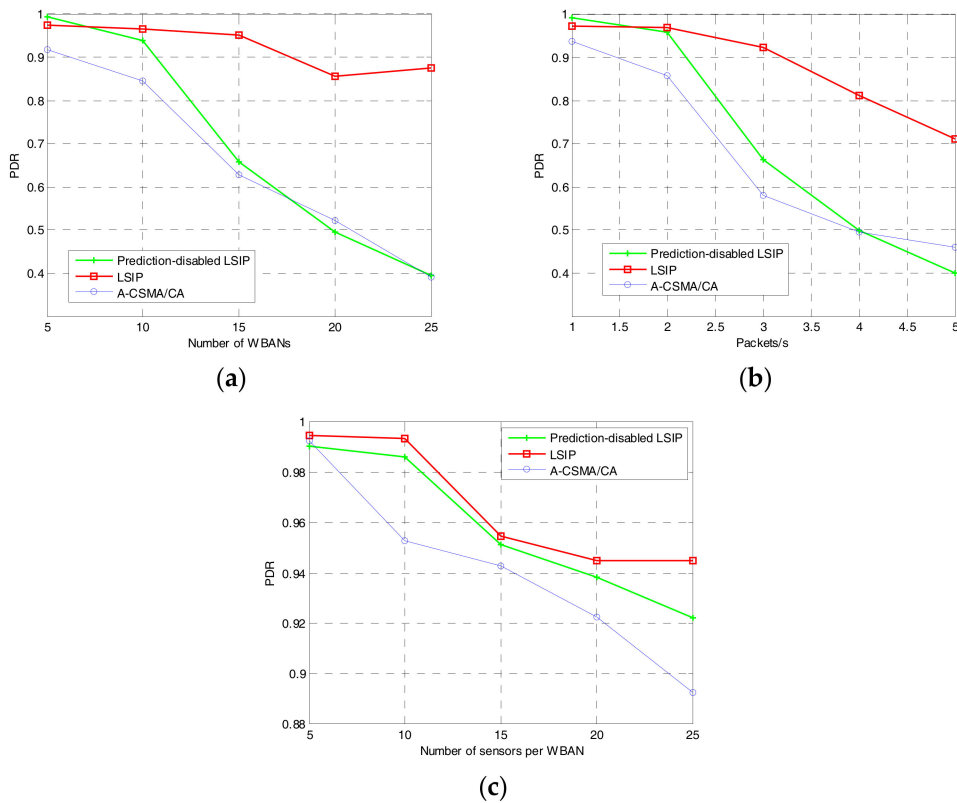 1
0.9
0.8
0.7
0.6
0.5
0.4
PDR
Prediction-disabled LSIP
LSIP
A-CSMA/CA
5 10 15 20 25
Number of WBANs
(a)
1
0.9
0.8
0.7
0.6
0.5
0.4
PDR
Prediction-disabled LSIP
LSIP
A-CSMA/CA
1 1.5 2 2.5 3 3.5 4 4.5 5
Packets/s
(b)
1
0.98
0.96
0.94
0.92
0.9
0.88
PDR
Prediction-disabled LSIP
LSIP
A-CSMA/CA
5 10 15 20 25
Number of sensors per WBAN
(c)